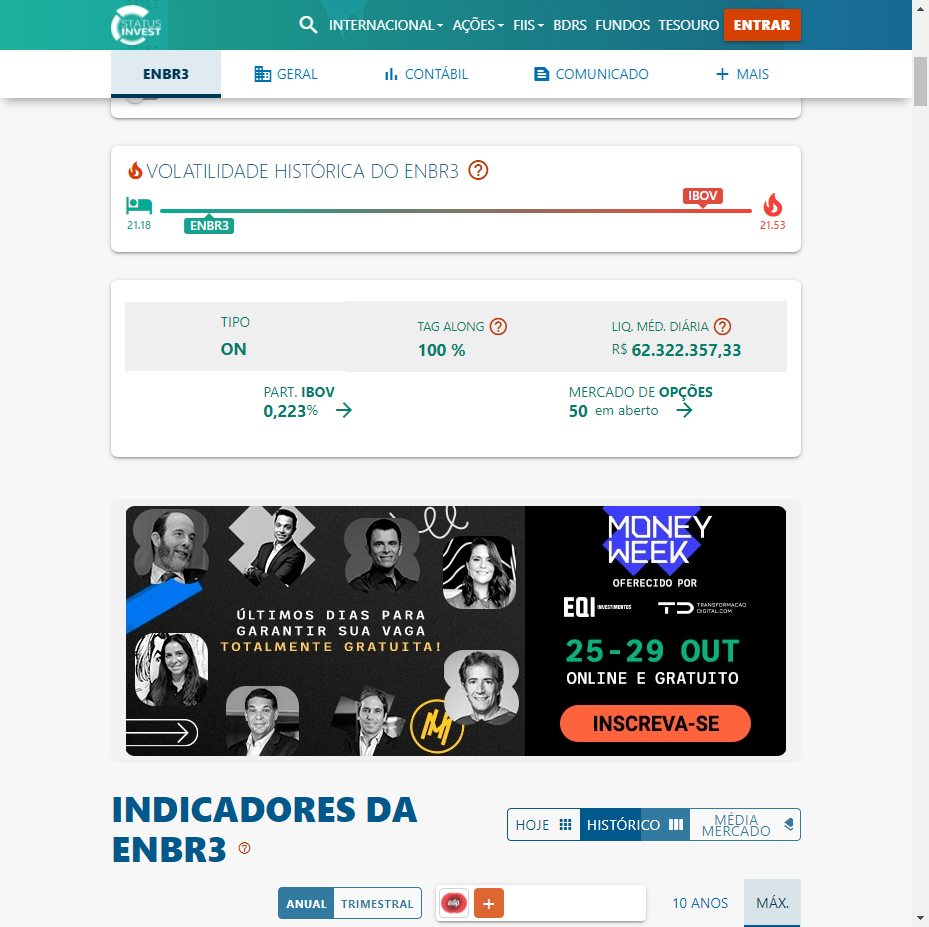 STATUS
INVEST
INTERNACIONAL AÇÕES FIIS BDRS FUNDOS TESOURO ENTRAR
ENBR3 GERAL CONTÁBIL COMUNICADO MAIS
VOLATILIDADE HISTÓRICA DO ENBR3 ?
IBOV
21.18 ENBR3 21.53
TIPO TAG ALONG ? LIQ. MÉD. DIÁRIA ?
ON 100 % R$ 62.322.357,33
PART. IBOV MERCADO DE OPÇÕES
0,223% 50 em aberto
MONEY
WEEK
OFERECIDO POR
EQI INVESTIMENTOS TD TRANSFORMACAO
DIGITAL.COM
ÚLTIMOS DIAS PARA
GARANTIR SUA VAGA
TOTALMENTE GRATUITA!
25-29 OUT
ONLINE E GRATUITO
INSCREVA-SE
INDICADORES DA
ENBR3 ?
HOJE HISTÓRICO MÉDIA
MERCADO
ANUAL TRIMESTRAL edp + 10 ANOS MÁX.